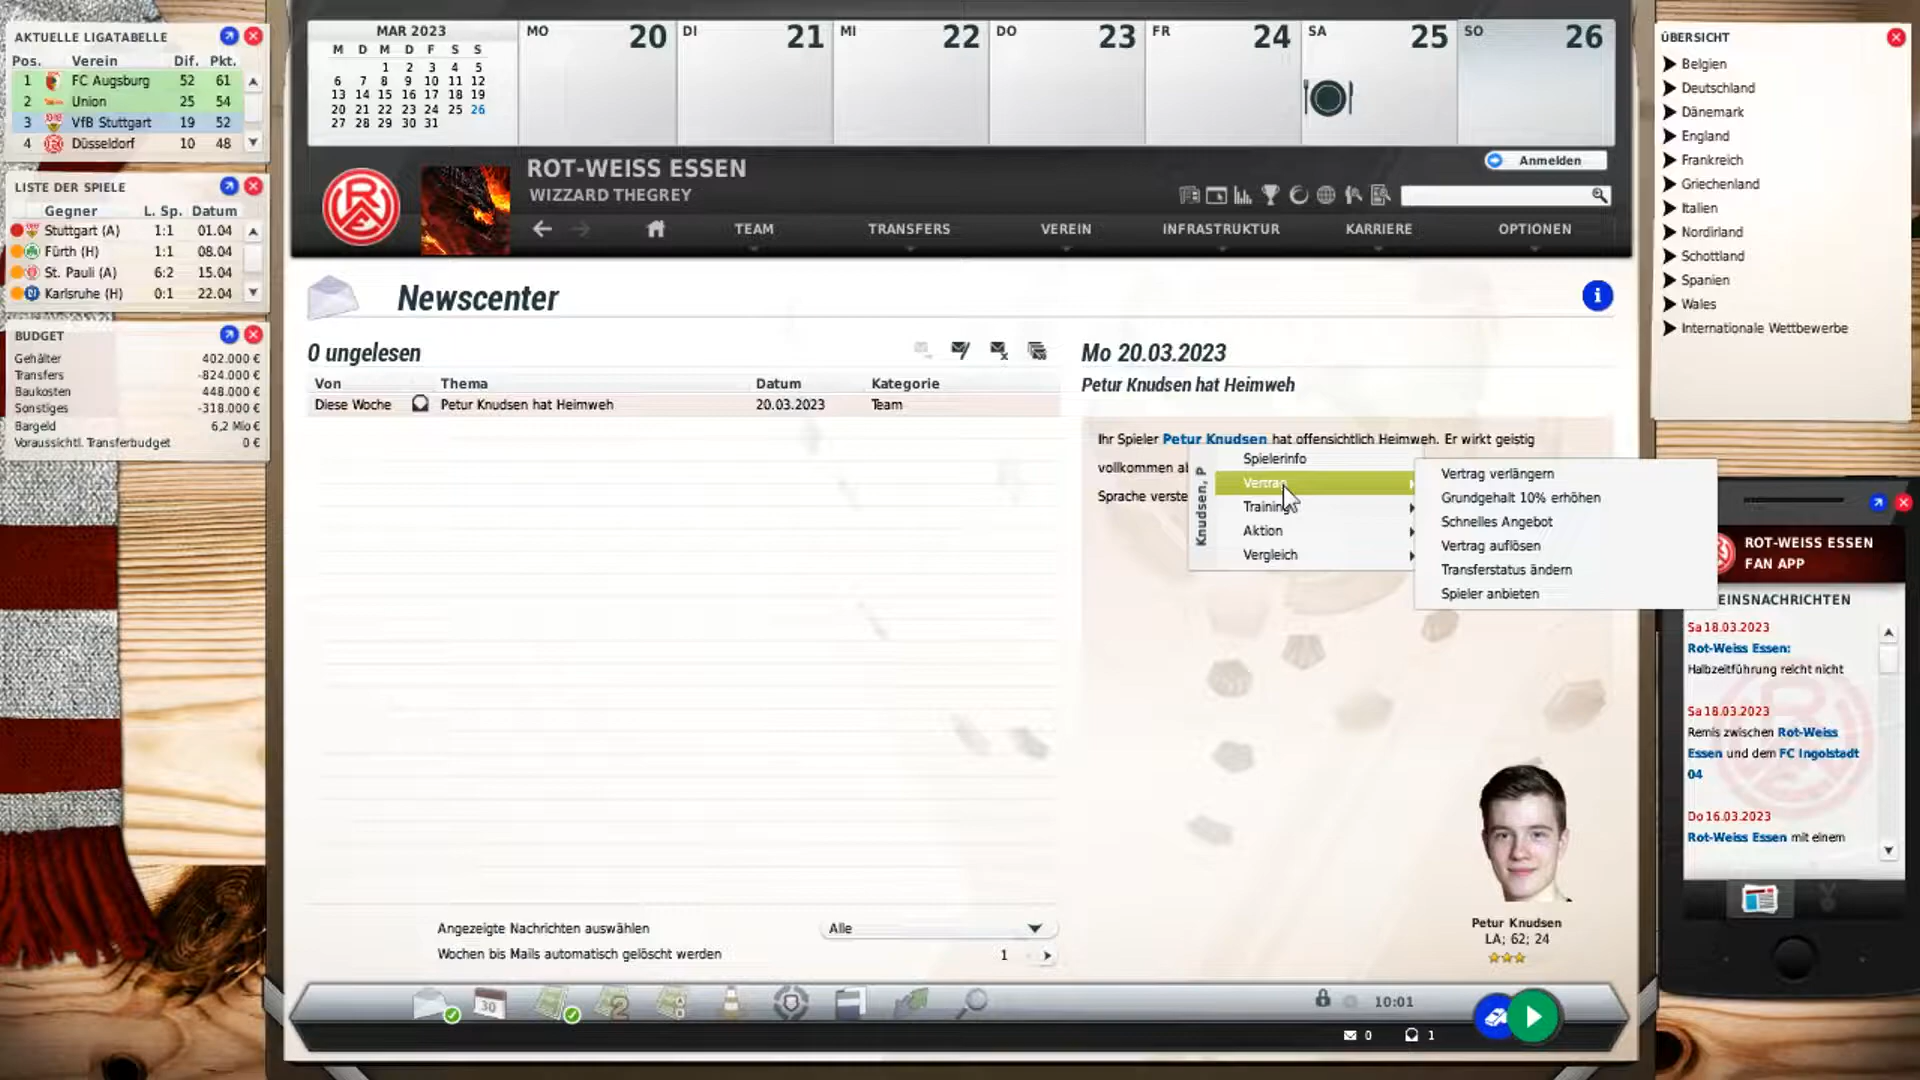 AKTUELLE LIGATABELLE
Pos. Verein Dif. Pkt.
1 FC Augsburg 52 61
2 Union 25 54
3 VfB Stuttgart 19 52
4 Düsseldorf 10 48
LISTE DER SPIELE
Gegner L. Sp. Datum
Stuttgart (A) 1:1 01.04
Fürth (H) 1:1 08.04
St. Pauli (A) 6:2 15.04
Karlsruhe (H) 0:1 22.04
BUDGET
Gehälter 402.000 €
Transfers -824.000 €
Baukosten 448.000 €
Sonstiges -318.000 €
Bargeld 6,2 Mio €
Voraussichtl. Transferbudget 0 €
MAR 2023
M D M D F S S
1 2 3 4 5
6 7 8 9 10 11 12
13 14 15 16 17 18 19
20 21 22 23 24 25 26
27 28 29 30 31
MO 20 DI 21 MI 22 DO 23 FR 24 SA 25 SO 26
ROT-WEISS ESSEN
WIZZARD THEGREY
Anmelden
TEAM TRANSFERS VEREIN INFRASTRUKTUR KARRIERE OPTIONEN
Newscenter
0 ungelesen
Von Thema Datum Kategorie
Diese Woche Petur Knudsen hat Heimweh 20.03.2023 Team
Mo 20.03.2023
Petur Knudsen hat Heimweh
Ihr Spieler Petur Knudsen hat offensichtlich Heimweh. Er wirkt geistig
vollkommen al
Sprache verste
Knudsen, P
Spielerinfo
Vertrag
Training
Aktion
Vergleich
Vertrag verlängern
Grundgehalt 10% erhöhen
Schnelles Angebot
Vertrag auflösen
Transferstatus ändern
Spieler anbieten
Petur Knudsen
LA; 62; 24
Angezeigte Nachrichten auswählen Alle
Wochen bis Mails automatisch gelöscht werden 1
30
2
10:01
0 1
ÜBERSICHT
Belgien
Deutschland
Dänemark
England
Frankreich
Griechenland
Italien
Nordirland
Schottland
Spanien
Wales
Internationale Wettbewerbe
ROT-WEISS ESSEN
FAN APP
EINSNACHRICHTEN
Sa 18.03.2023
Rot-Weiss Essen:
Halbzeitführung reicht nicht
Sa 18.03.2023
Remis zwischen Rot-Weiss
Essen und dem FC Ingolstadt
04
Do 16.03.2023
Rot-Weiss Essen mit einem